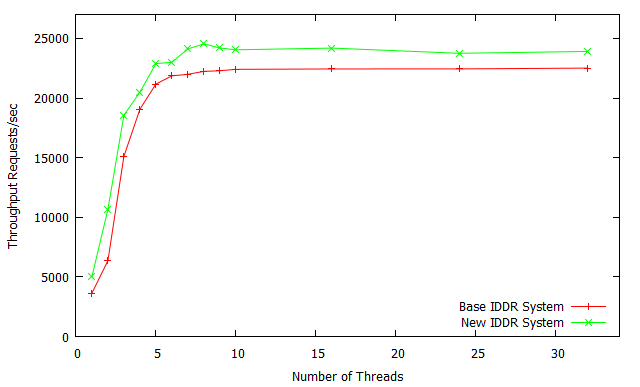 25000
20000
15000
10000
5000
0
Throughput Requests/sec
Base IDDR System
New IDDR System
0 5 10 15 20 25 30
Number of Threads